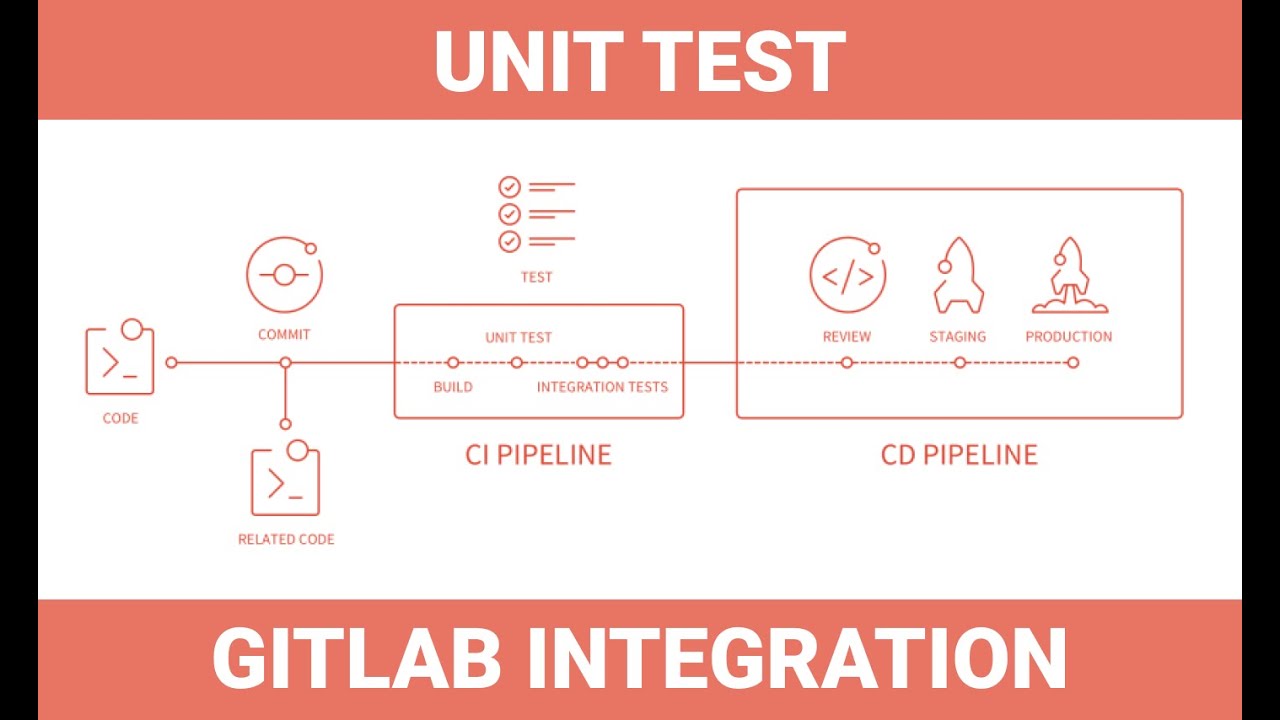 UNIT TEST
TEST
COMMIT
CODE
RELATED CODE
UNIT TEST
BUILD
INTEGRATION TESTS
CI PIPELINE
REVIEW
STAGING
PRODUCTION
CD PIPELINE
GITLAB INTEGRATION